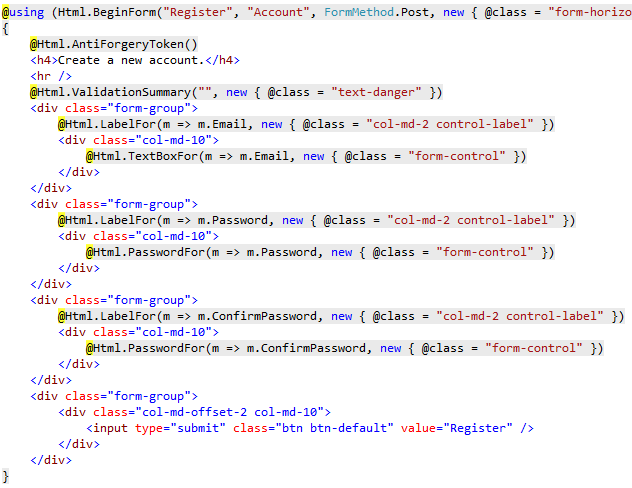 @using (Html.BeginForm("Register", "Account", FormMethod.Post, new { @class = "form-horizo
{
    @Html.AntiForgeryToken()
    <h4>Create a new account.</h4>
    <hr />
    @Html.ValidationSummary("", new { @class = "text-danger" })
    <div class="form-group">
        @Html.LabelFor(m => m.Email, new { @class = "col-md-2 control-label" })
        <div class="col-md-10">
            @Html.TextBoxFor(m => m.Email, new { @class = "form-control" })
        </div>
    </div>
    <div class="form-group">
        @Html.LabelFor(m => m.Password, new { @class = "col-md-2 control-label" })
        <div class="col-md-10">
            @Html.PasswordFor(m => m.Password, new { @class = "form-control" })
        </div>
    </div>
    <div class="form-group">
        @Html.LabelFor(m => m.ConfirmPassword, new { @class = "col-md-2 control-label" })
        <div class="col-md-10">
            @Html.PasswordFor(m => m.ConfirmPassword, new { @class = "form-control" })
        </div>
    </div>
    <div class="form-group">
        <div class="col-md-offset-2 col-md-10">
            <input type="submit" class="btn btn-default" value="Register" />
        </div>
    </div>
}